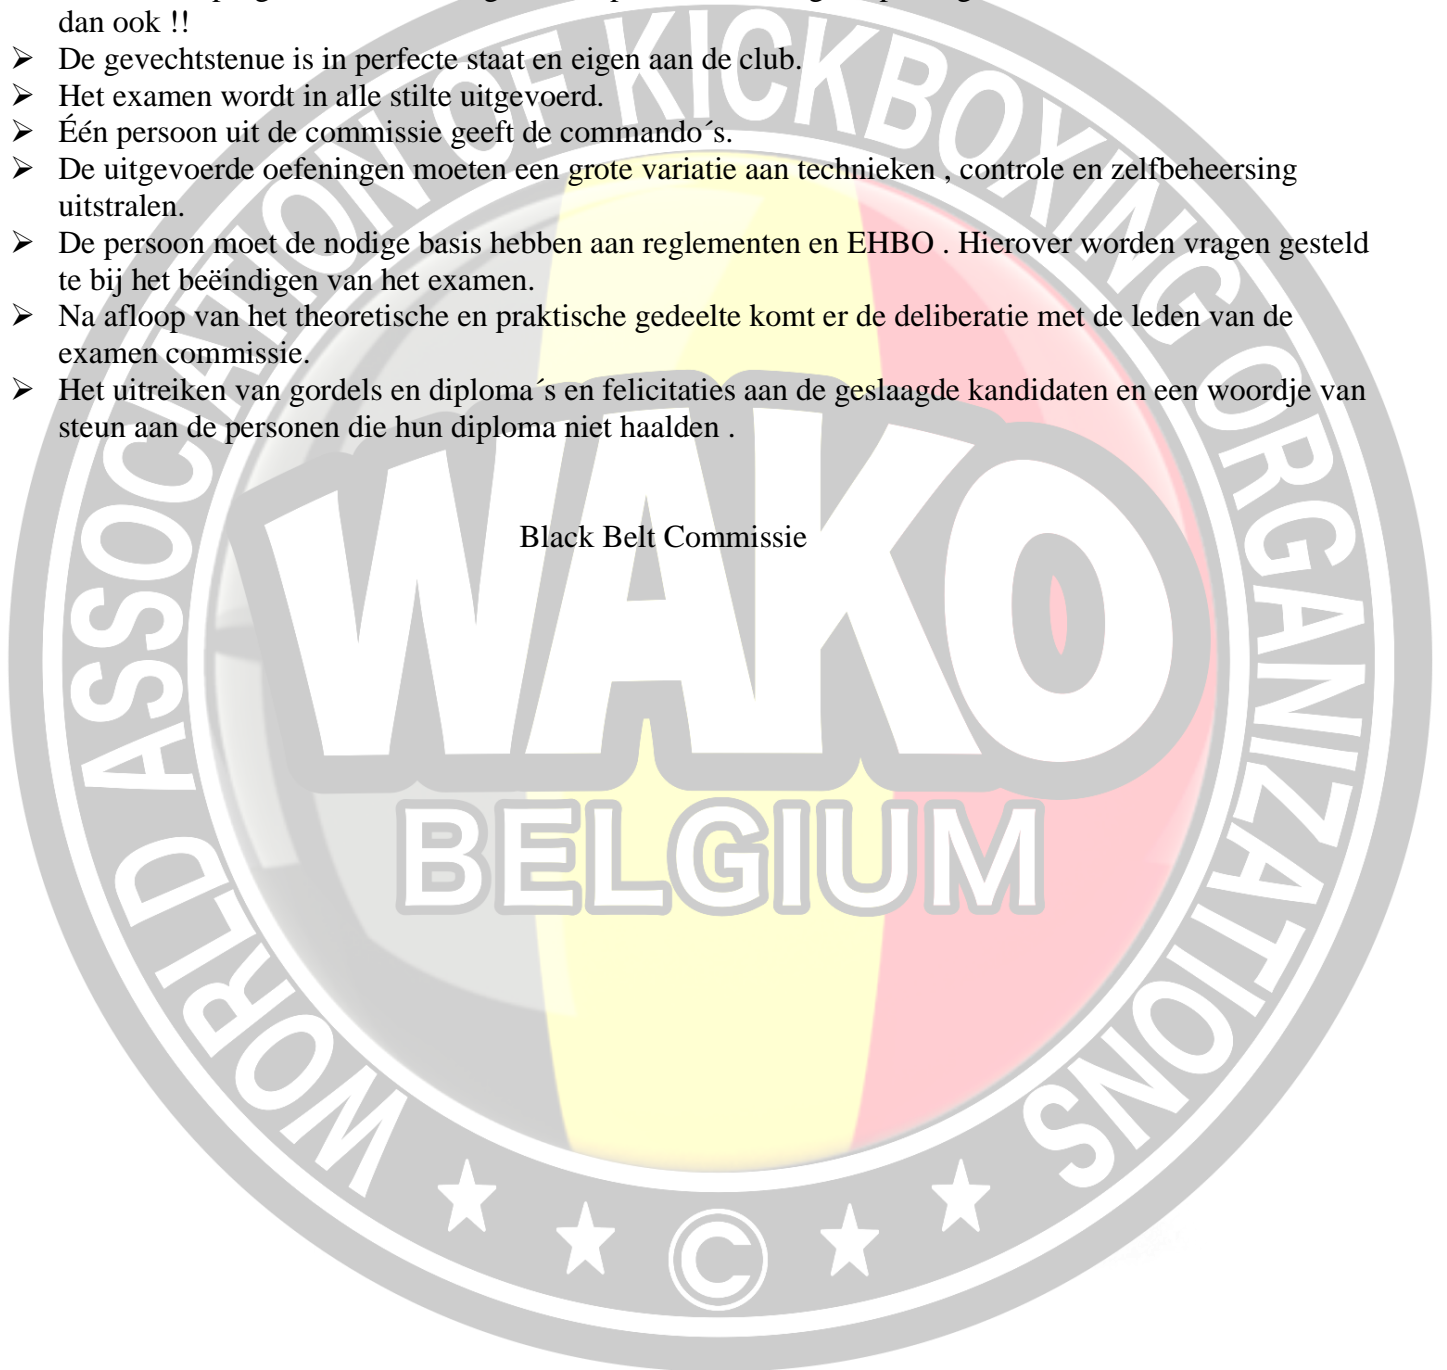 dan ook !!
➢ De gevechtstenue is in perfecte staat en eigen aan de club.
➢ Het examen wordt in alle stilte uitgevoerd.
➢ Één persoon uit de commissie geeft de commando´s.
➢ De uitgevoerde oefeningen moeten een grote variatie aan technieken , controle en zelfbeheersing
uitstralen.
➢ De persoon moet de nodige basis hebben aan reglementen en EHBO . Hierover worden vragen gesteld
te bij het beëindigen van het examen.
➢ Na afloop van het theoretische en praktische gedeelte komt er de deliberatie met de leden van de
examen commissie.
➢ Het uitreiken van gordels en diploma´s en felicitaties aan de geslaagde kandidaten en een woordje van
steun aan de personen die hun diploma niet haalden .
Black Belt Commissie
WORLD ASSOCIATION OF KICKBOXING ORGANIZATIONS
WAKO
BELGIUM
©